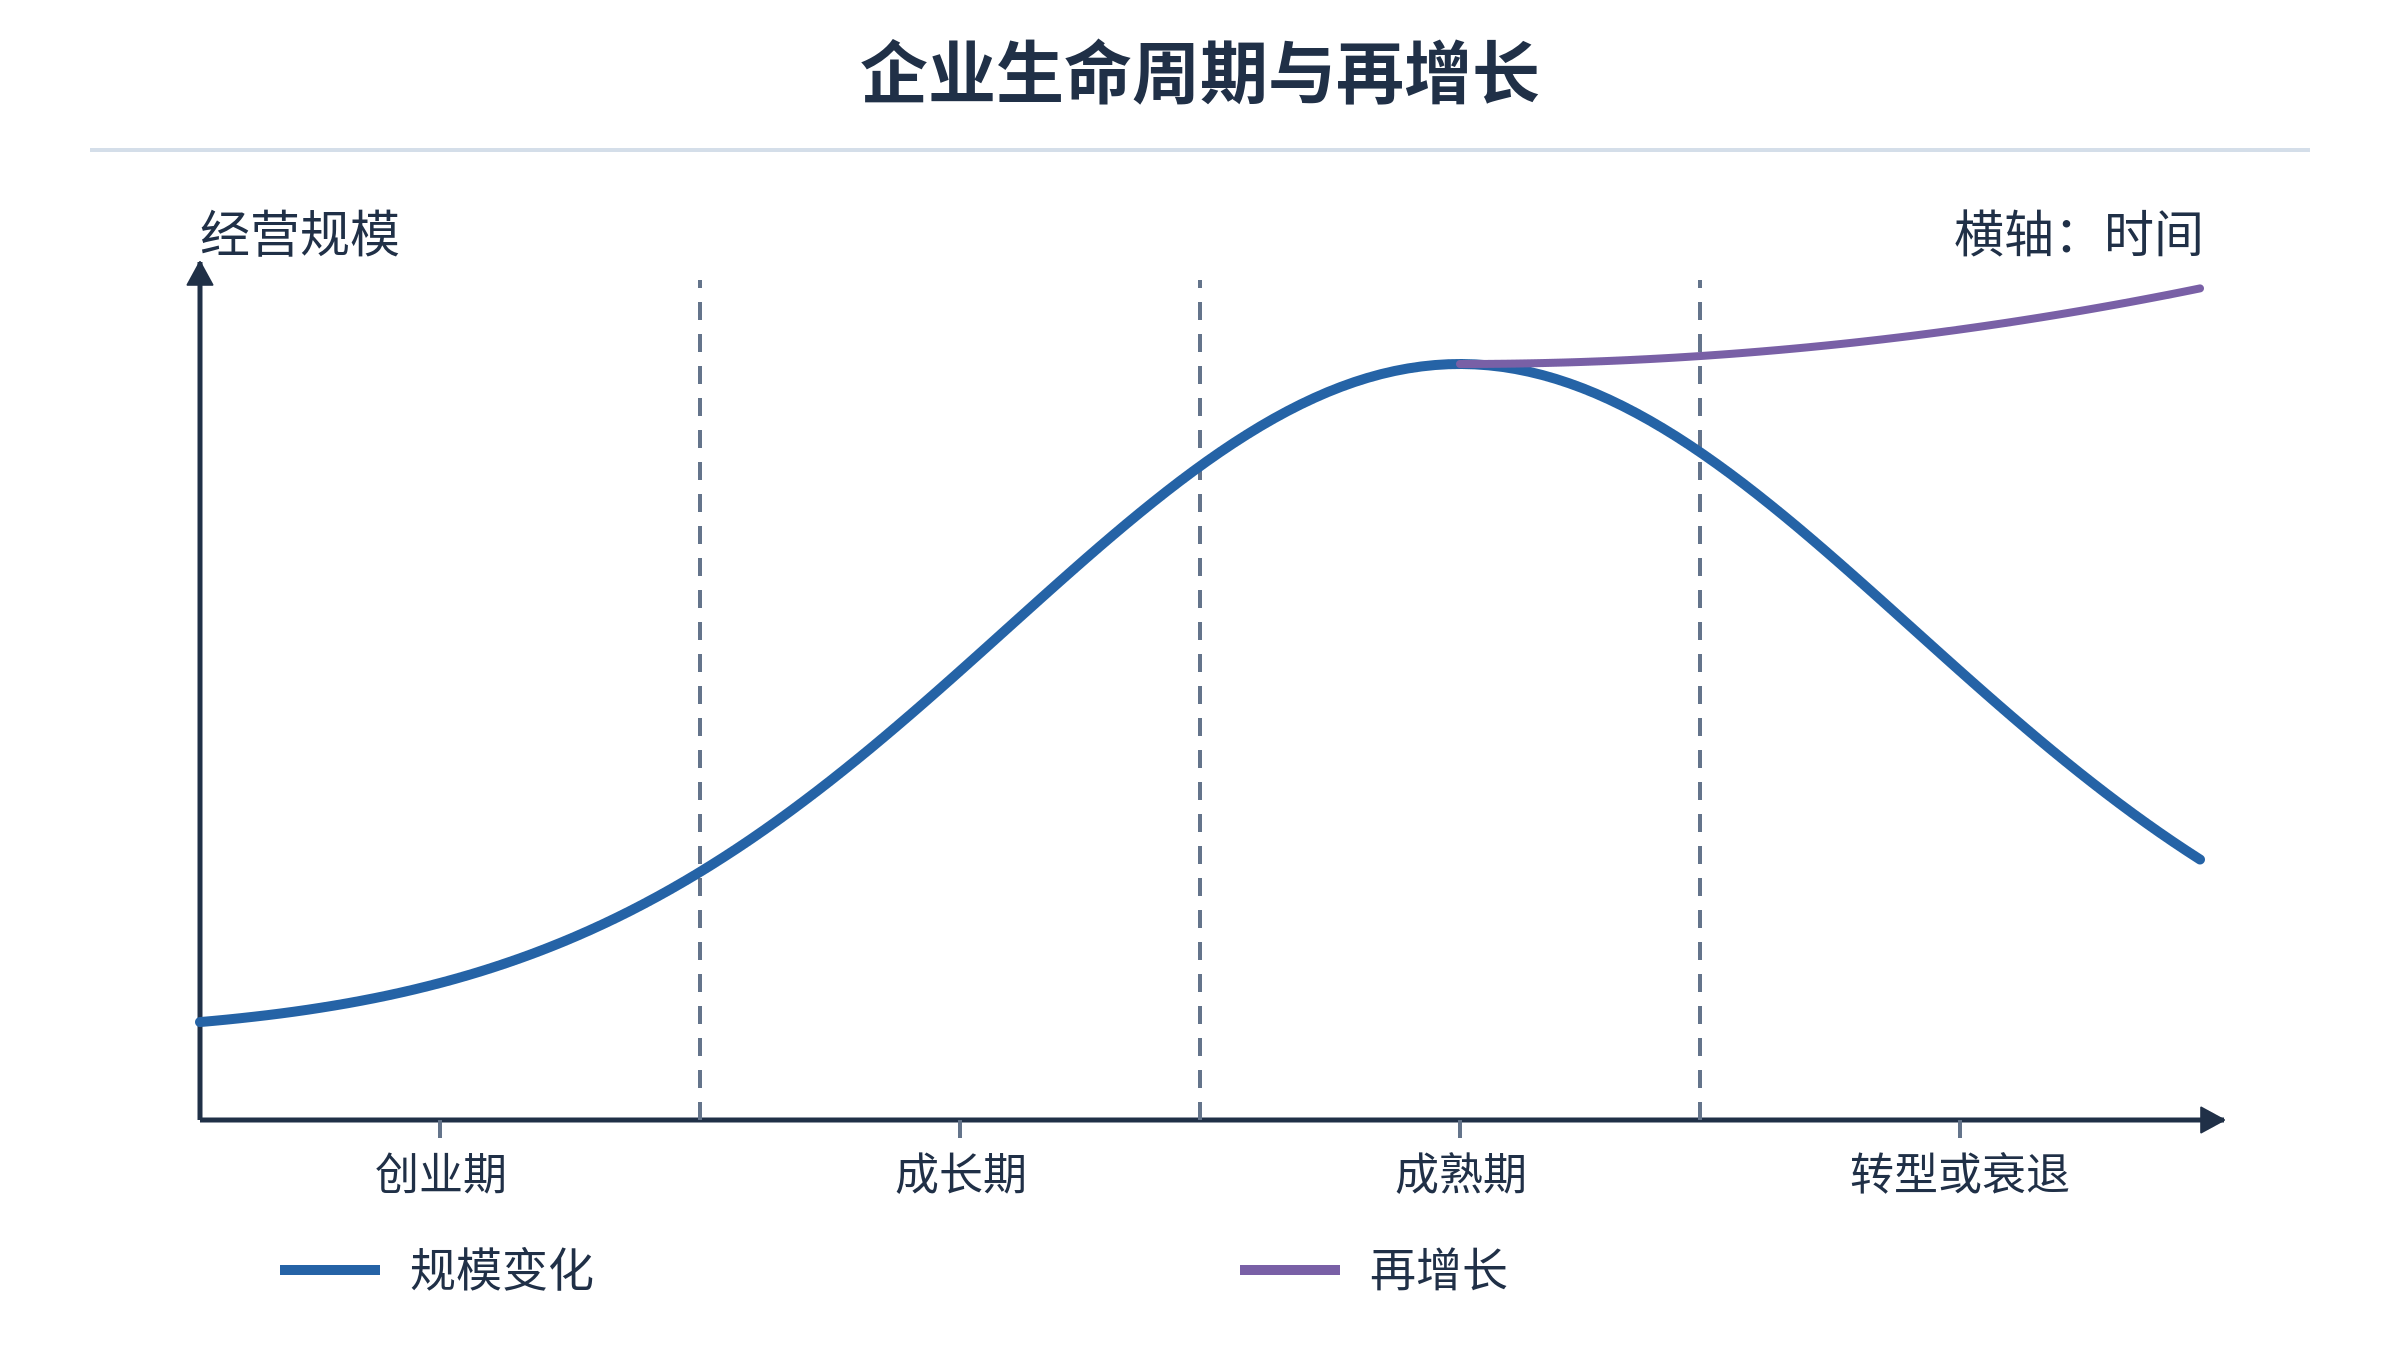 企业生命周期与再增长
经营规模
横轴：时间
创业期
成长期
成熟期
转型或衰退
规模变化
再增长